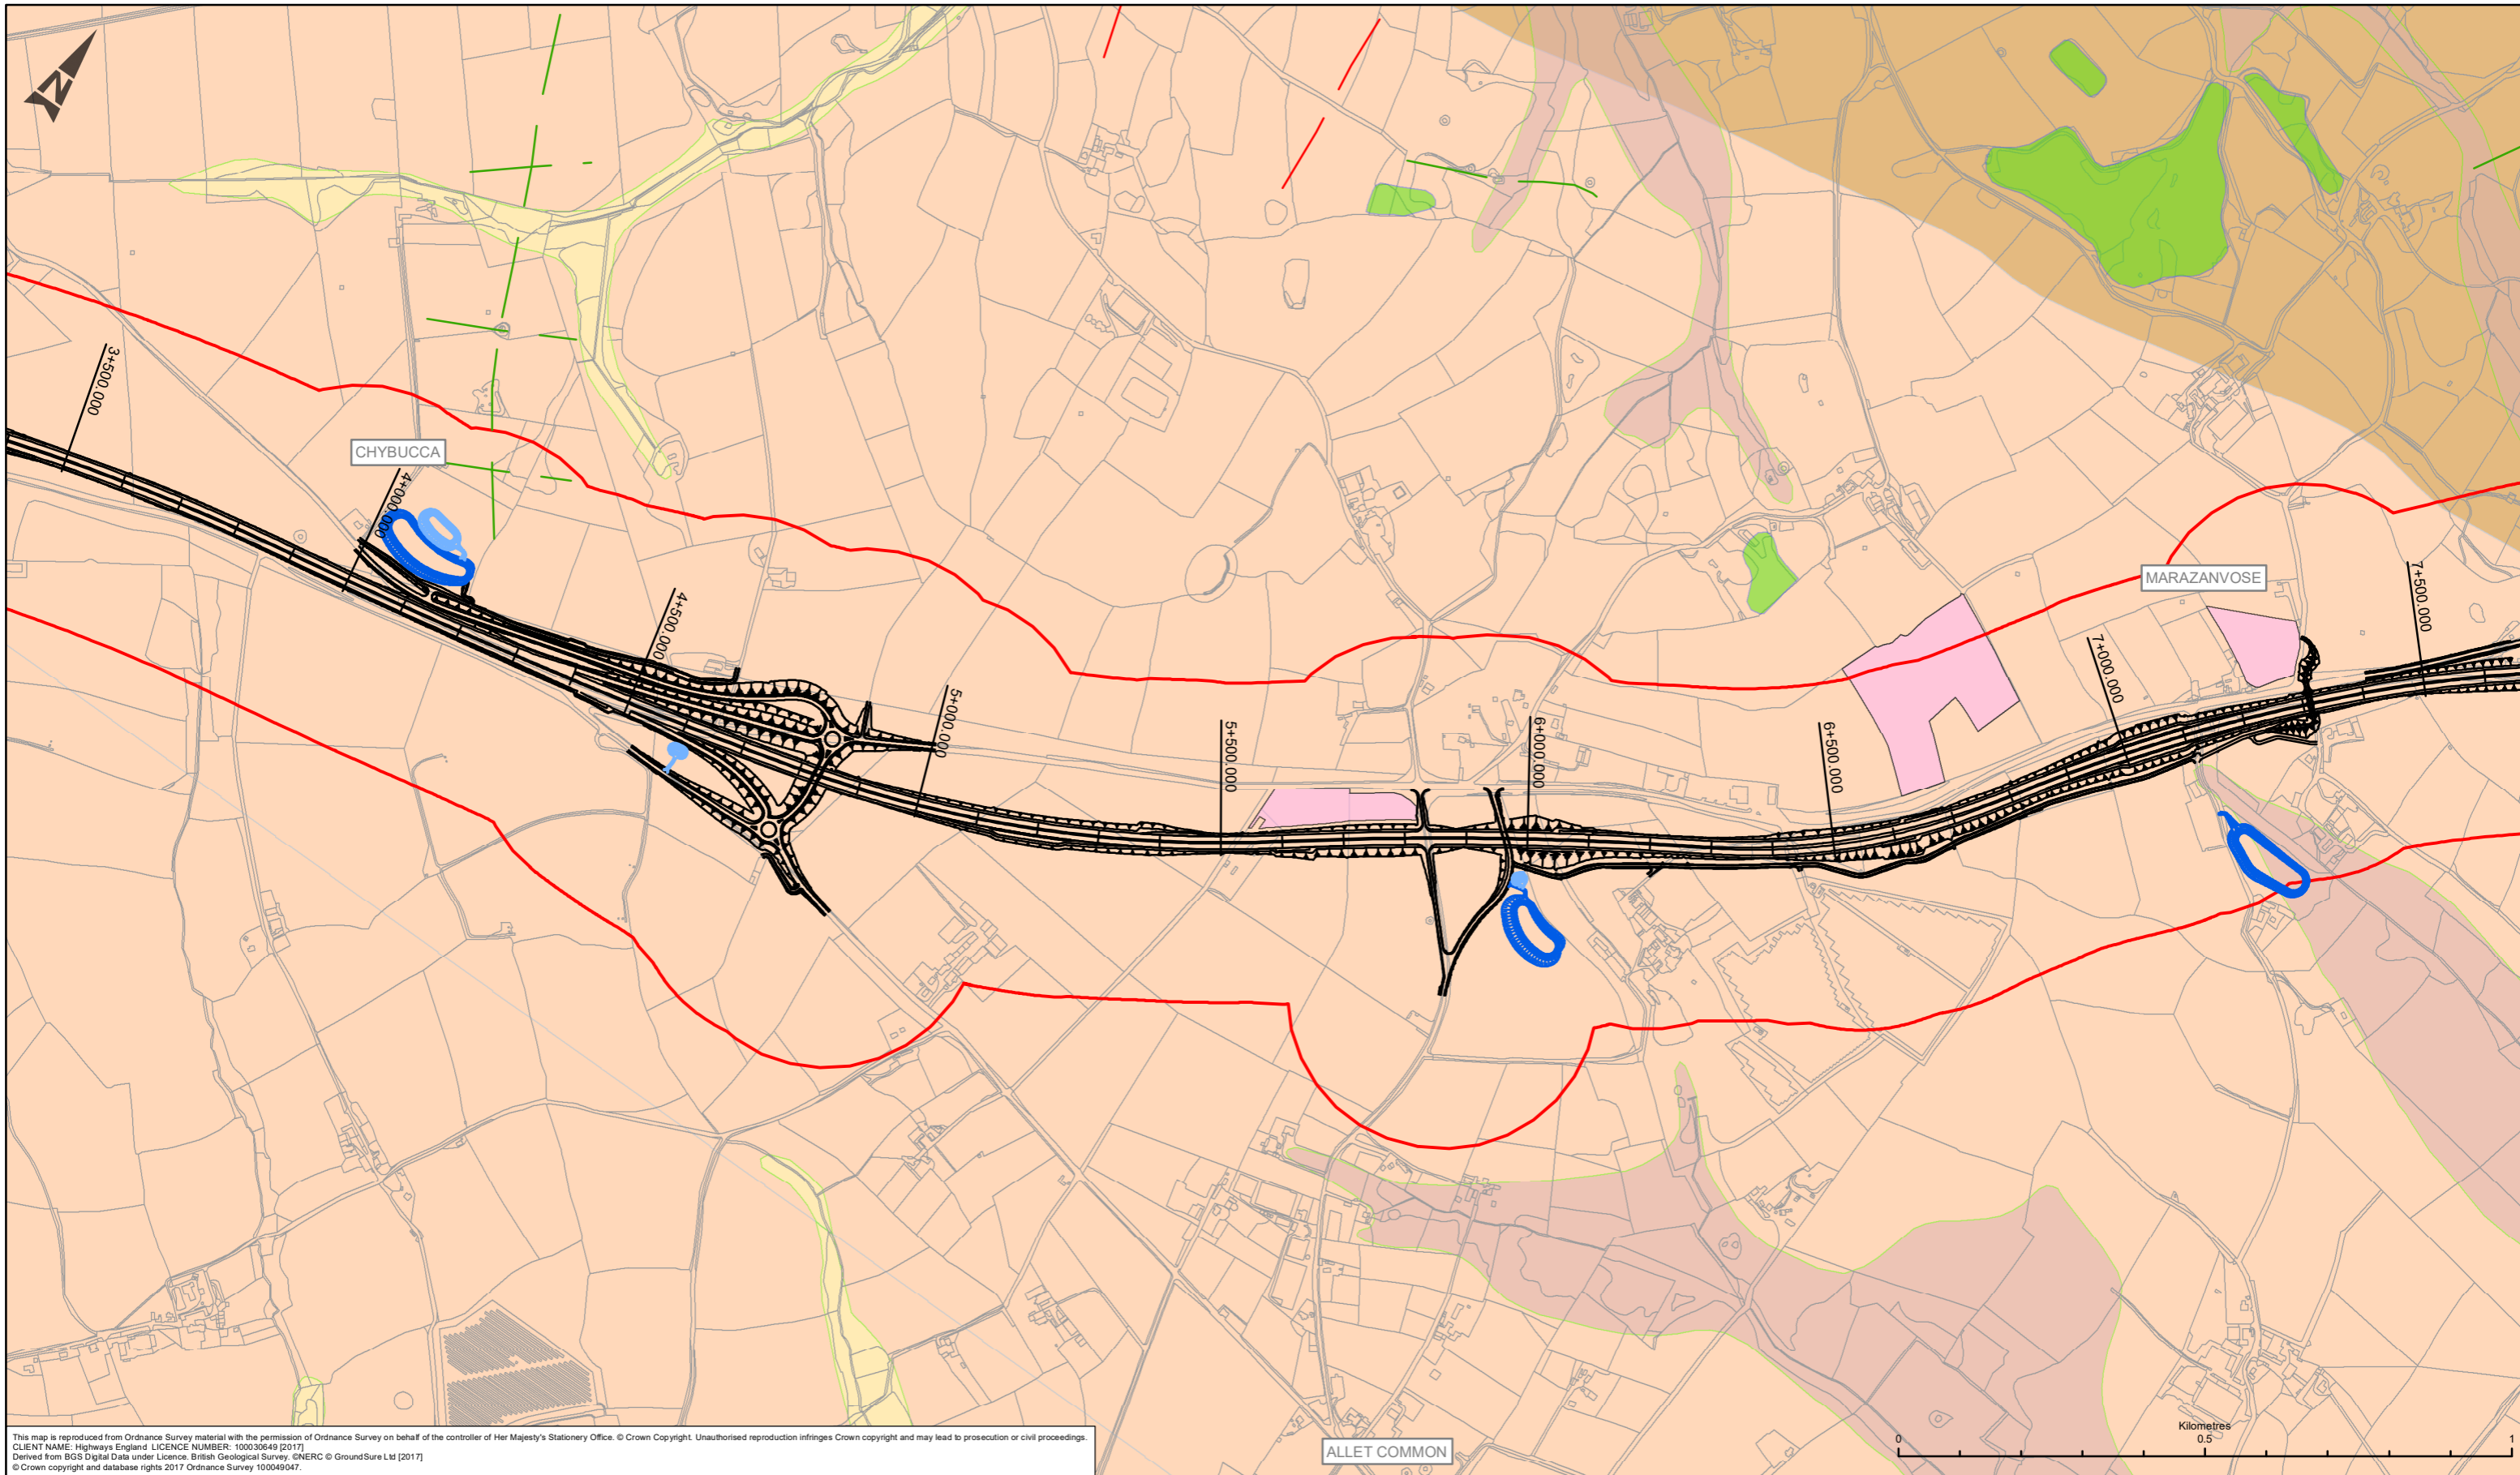 N
3+500.000
CHYBUCCA
4+000.000
4+500.000
5+000.000
5+500.000
6+000.000
6+500.000
7+000.000
MARAZANVOSE
7+500.000
ALLET COMMON
Kilometres
0 0.5 1
This map is reproduced from Ordnance Survey material with the permission of Ordnance Survey on behalf of the controller of Her Majesty's Stationery Office. © Crown Copyright. Unauthorised reproduction infringes Crown copyright and may lead to prosecution or civil proceedings.
CLIENT NAME: Highways England LICENCE NUMBER: 100030649 [2017]
Derived from BGS Digital Data under Licence. British Geological Survey. ©NERC © GroundSure Ltd [2017]
© Crown copyright and database rights 2017 Ordnance Survey 100049047.